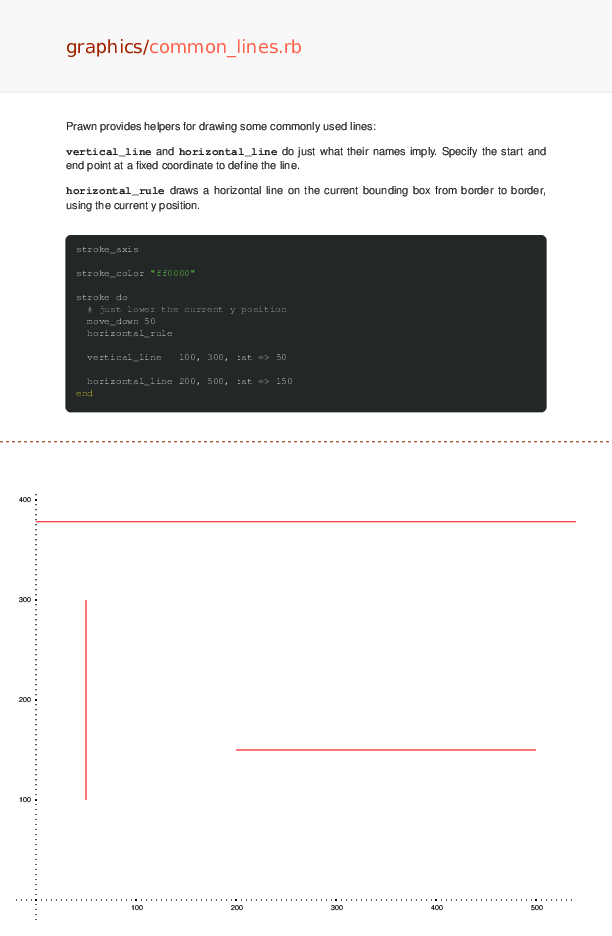 graphics/common_lines.rb
Prawn provides helpers for drawing some commonly used lines:
vertical_line and horizontal_line do just what their names imply. Specify the start and
end point at a fixed coordinate to define the line.
horizontal_rule draws a horizontal line on the current bounding box from border to border,
using the current y position.
stroke_axis
stroke_color "ff0000"
stroke do
  # just lower the current y position
  move_down 50
  horizontal_rule
  vertical_line   100, 300, :at => 50
  horizontal_line 200, 500, :at => 150
end
400
300
200
100
100 200 300 400 500